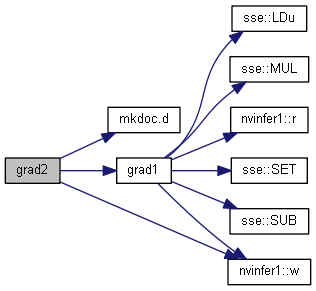 sse::LDu
sse::MUL
mkdoc.d
nvinfer1::r
grad2
grad1
sse::SET
sse::SUB
nvinfer1::w